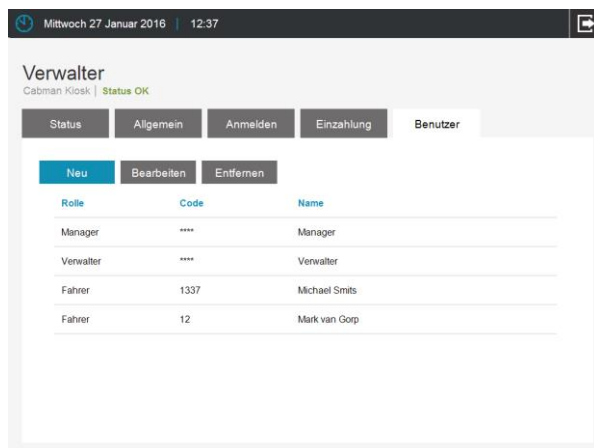 Mittwoch 27 Januar 2016 | 12:37
Verwalter
Cabman Kiosk | Status OK
Status Allgemein Anmelden Einzahlung Benutzer
Neu Bearbeiten Entfernen
Rolle Code Name
Manager **** Manager
Verwalter **** Verwalter
Fahrer 1337 Michael Smits
Fahrer 12 Mark van Gorp